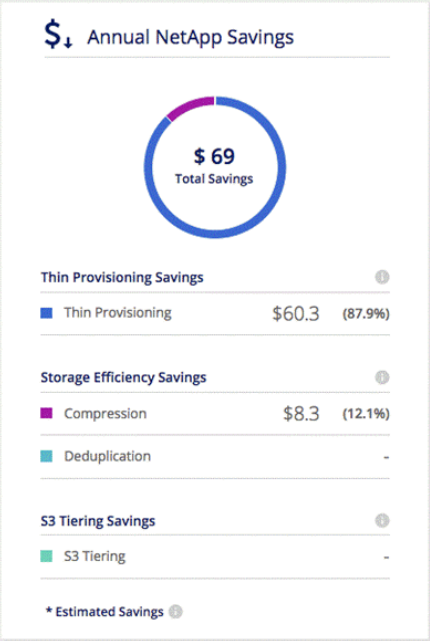 Annual NetApp Savings
$ 69
Total Savings
Thin Provisioning Savings
Thin Provisioning $60.3 (87.9%)
Storage Efficiency Savings
Compression $8.3 (12.1%)
Deduplication -
S3 Tiering Savings
S3 Tiering -
* Estimated Savings